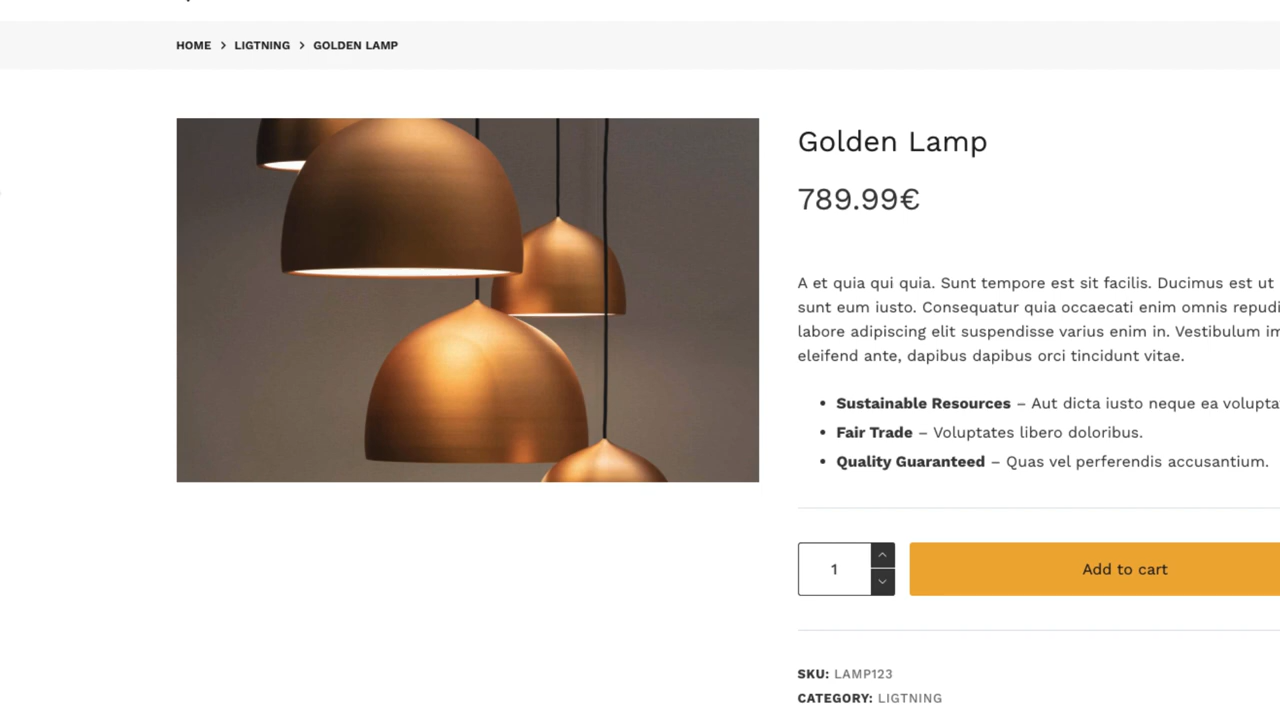 HOME > LIGTNING > GOLDEN LAMP
Golden Lamp
789.99€
A et quia qui quia. Sunt tempore est sit facilis. Ducimus est ut
sunt eum iusto. Consequatur quia occaecati enim omnis
labore adipiscing elit suspendisse varius enim in. Vestibulum
eleifend ante, dapibus dapibus orci tincidunt vitae.
• Sustainable Resources – Aut dicta iusto neque ea
• Fair Trade – Voluptates libero doloribus.
• Quality Guaranteed – Quas vel perferendis accusantium.
1
Add to cart
SKU: LAMP123
CATEGORY: LIGTNING